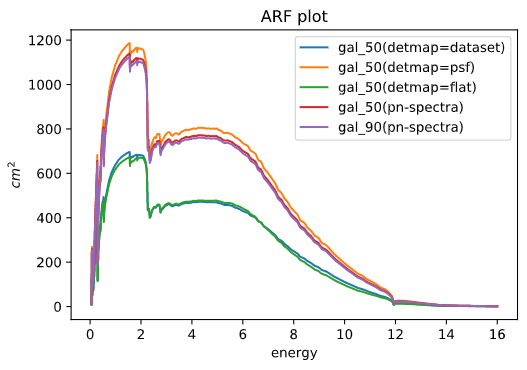 ARF plot
gal_50(detmap=dataset)
gal_50(detmap=psf)
gal_50(detmap=flat)
gal_50(pn-spectra)
gal_90(pn-spectra)
1200
1000
800
600
400
200
0
cm²
0 2 4 6 8 10 12 14 16
energy